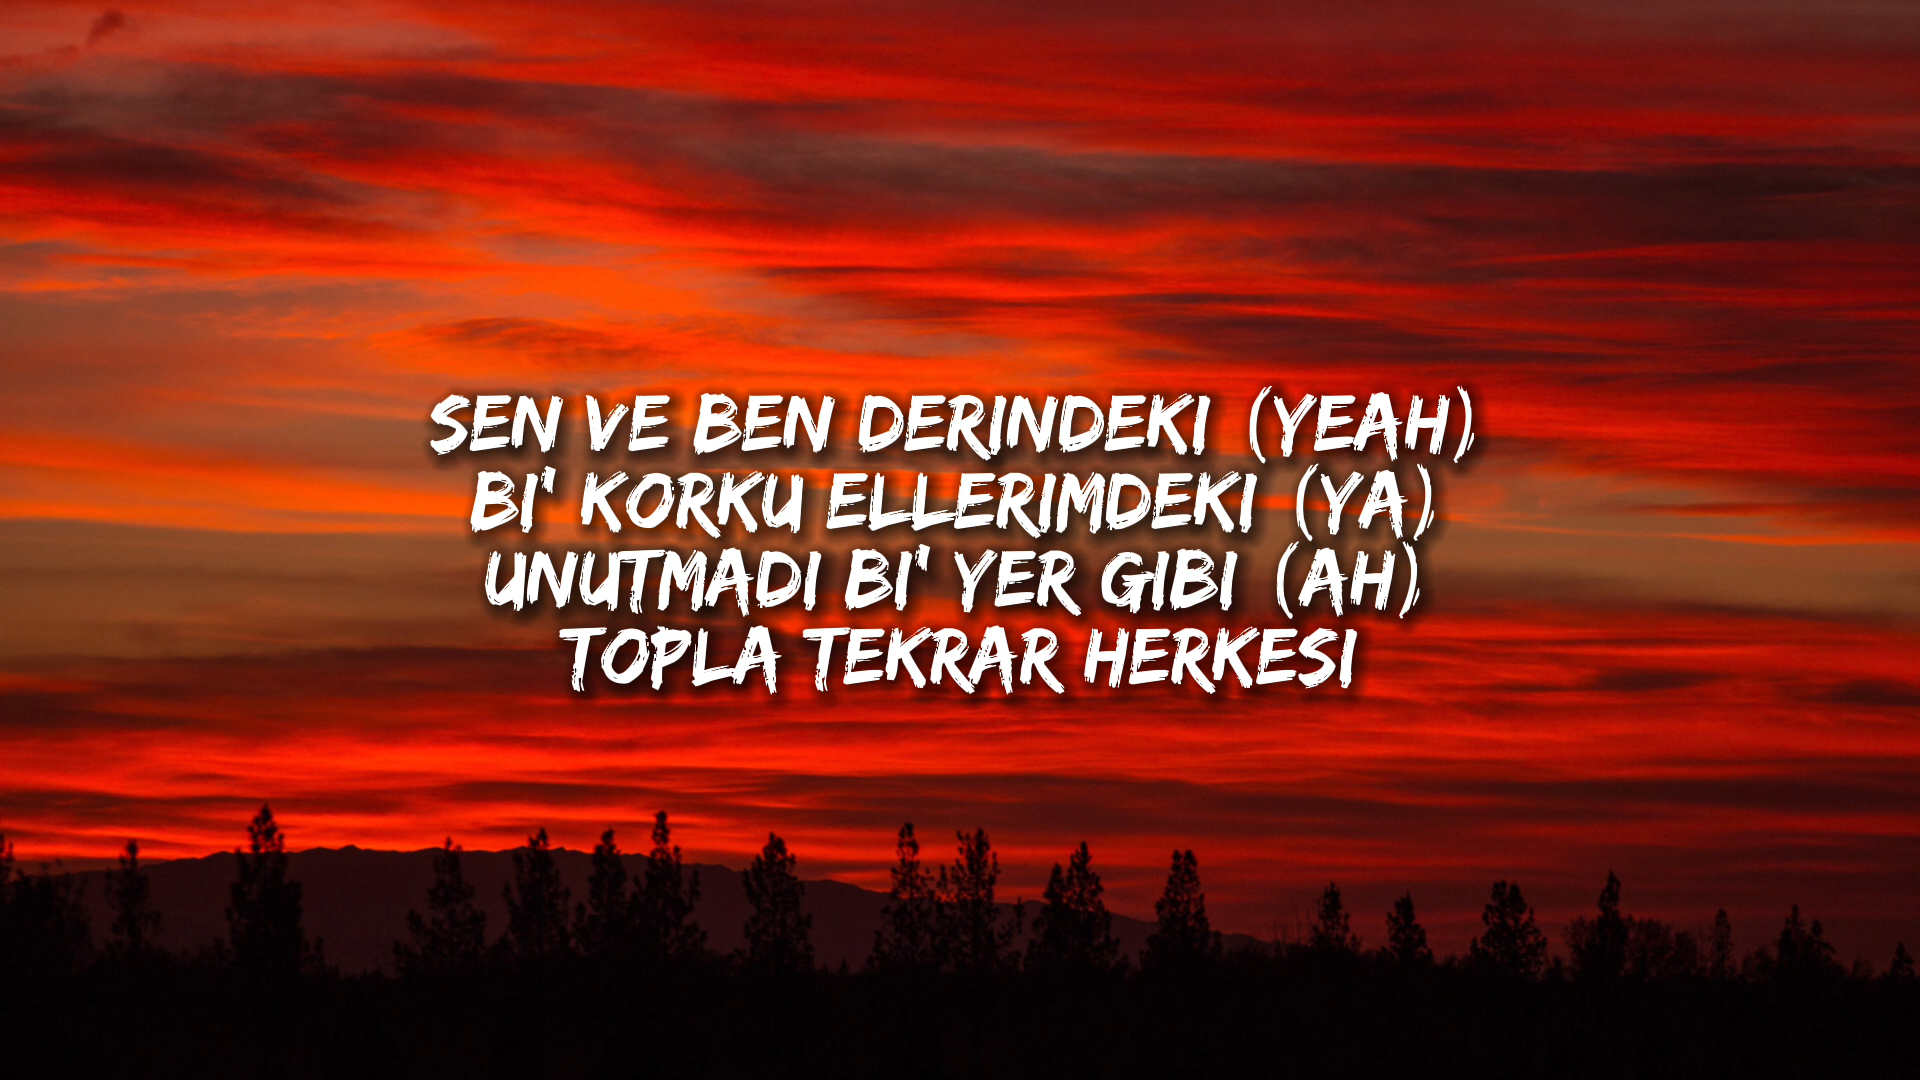 SEN VE BEN DERINDEKI (YEAH)
BI' KORKU ELLERIMDEKI (YA)
UNUTMADI BI' YER GIBI (AH)
TOPLA TEKRAR HERKESI